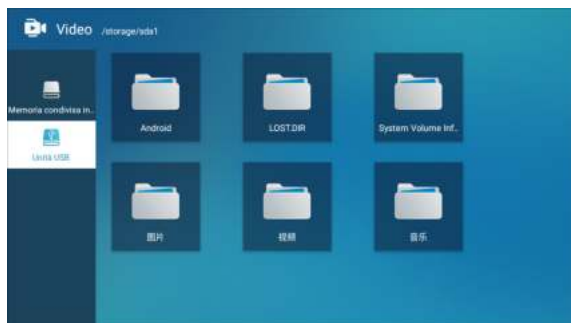 Video /storage/sda1
Memoria condivisa in..
Unità USB
Android
LOST.DIR
System Volume Inf..
图片
视频
音乐